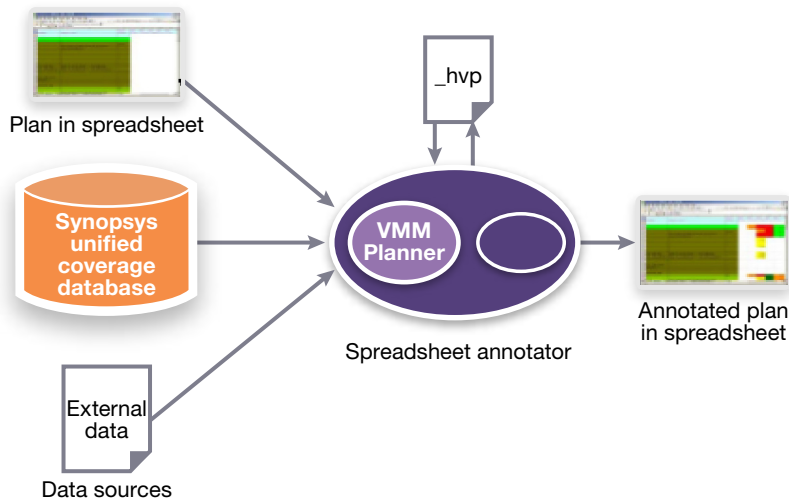 _hvp
Plan in spreadsheet
Synopsys
unified
coverage
database
VMM
Planner
Annotated plan
in spreadsheet
Spreadsheet annotator
External
data
Data sources